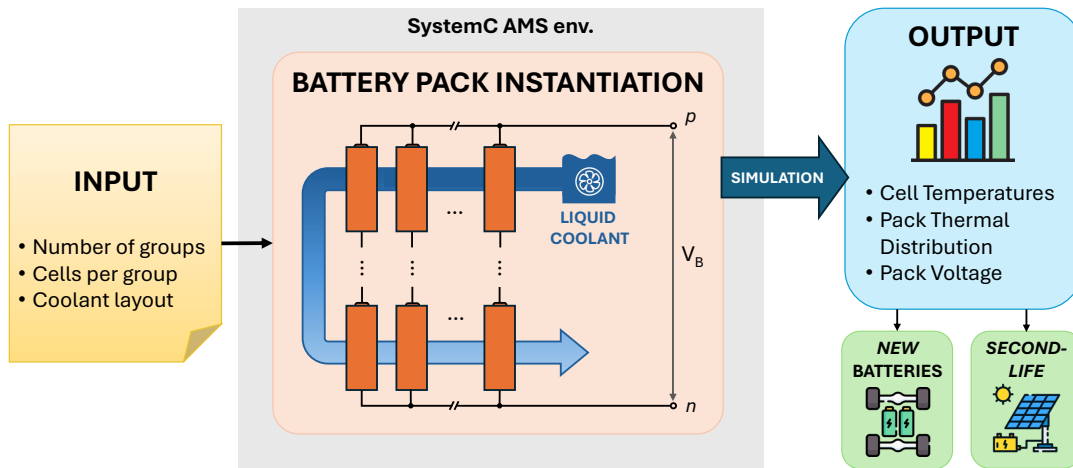 SystemC AMS env.
BATTERY PACK INSTANTIATION
INPUT
• Number of groups
• Cells per group
• Coolant layout
p
...
LIQUID
COOLANT
V_B
...
n
SIMULATION
OUTPUT
• Cell Temperatures
• Pack Thermal
Distribution
• Pack Voltage
NEW
BATTERIES
SECOND-
LIFE